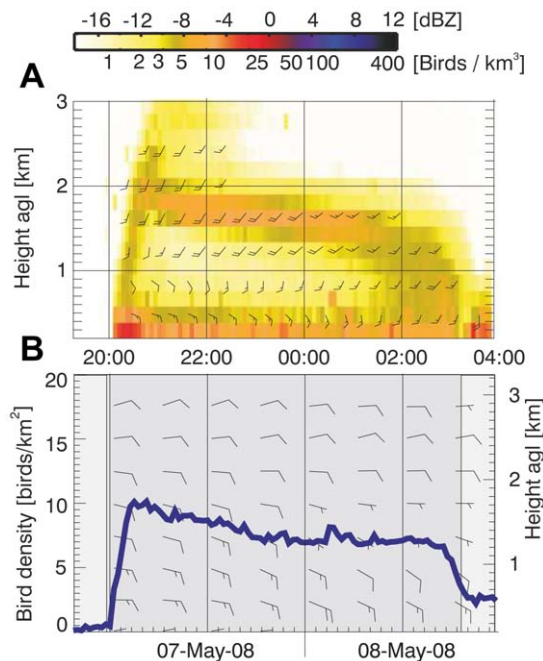 -16 -12 -8 -4 0 4 8 12 [dBZ]
1 2 3 5 10 25 50 100 400 [Birds / km³]
A
Height agl [km]
3
2
1
20:00 22:00 00:00 02:00 04:00
B
Bird density [birds/km²]
20
15
10
5
0
Height agl [km]
3
2
1
07-May-08 08-May-08